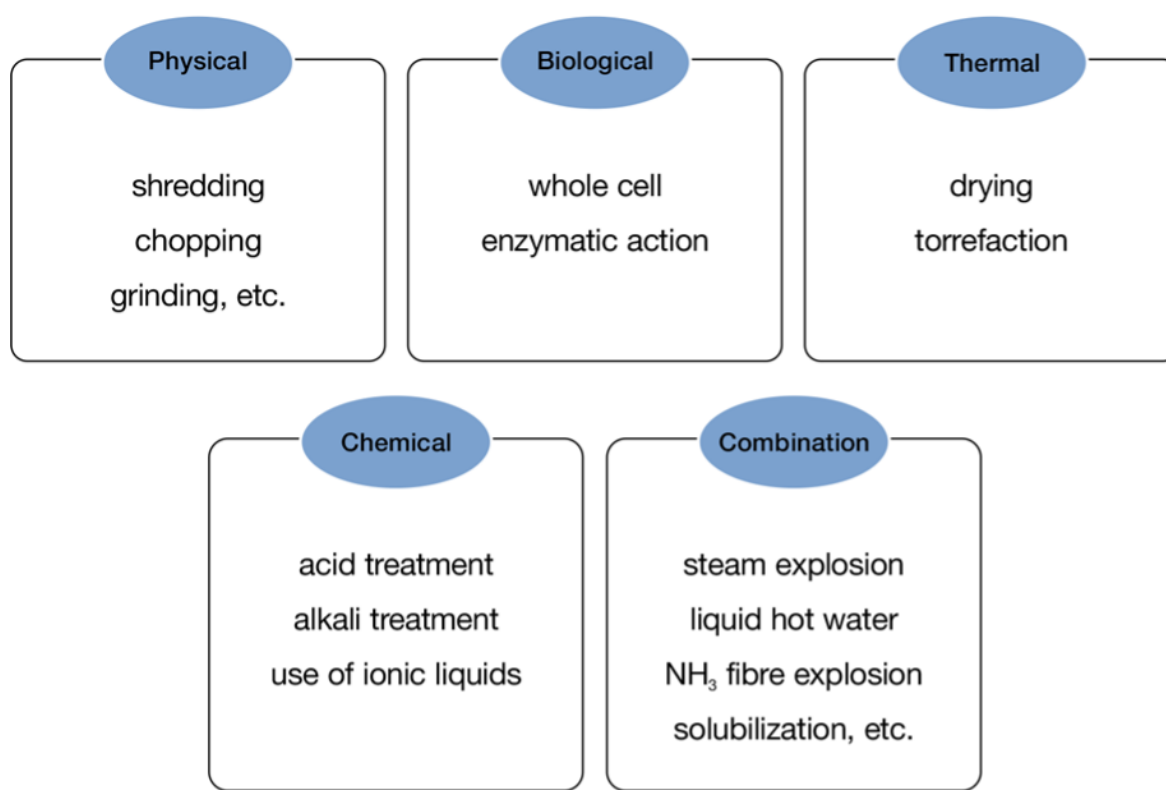 Physical
shredding
chopping
grinding, etc.
Biological
whole cell
enzymatic action
Thermal
drying
torrefaction
Chemical
acid treatment
alkali treatment
use of ionic liquids
Combination
steam explosion
liquid hot water
NH₃ fibre explosion
solubilization, etc.